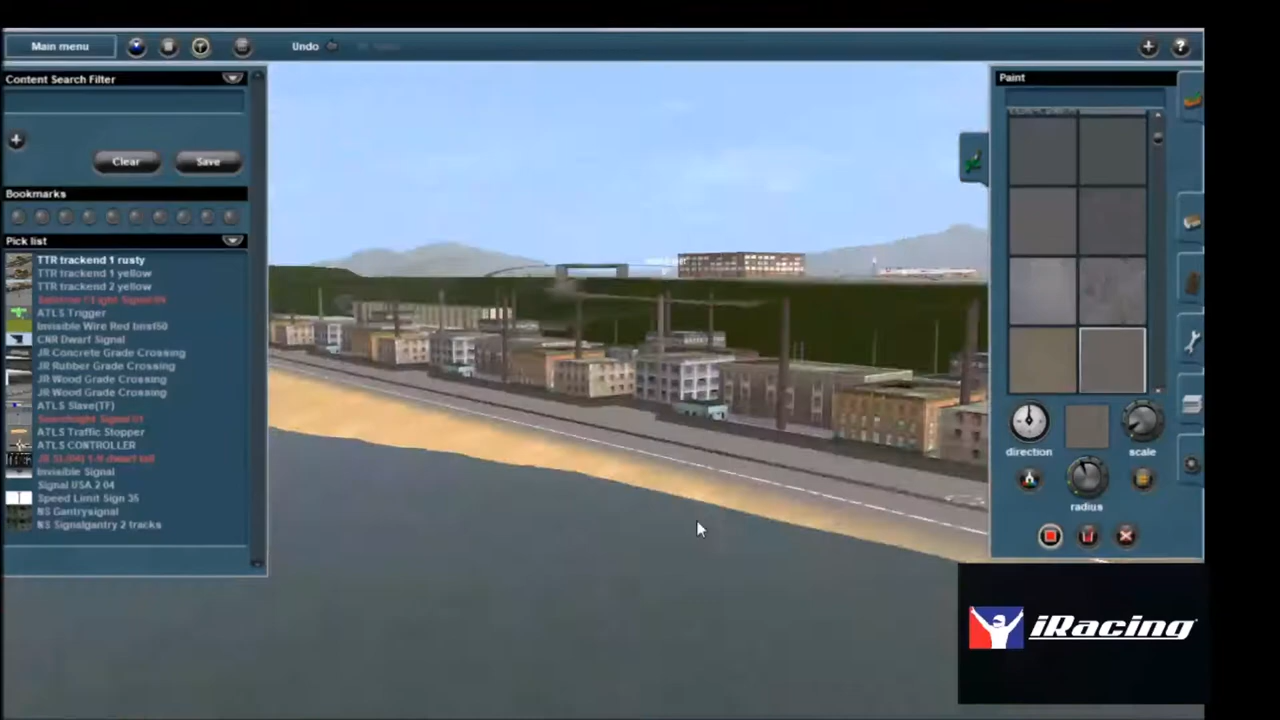 Main menu
Undo
Content Search Filter
Clear
Save
Bookmarks
Pick list
TTR trackend 1 rusty
TTR trackend 1 yellow
TTR trackend 2 yellow
ATLS Trigger
Invisible Wire Red bnsf50
CNR Dwarf Signal
JR Concrete Grade Crossing
JR Rubber Grade Crossing
JR Wood Grade Crossing
JR Wood Grade Crossing
ATLS Slave(TF)
Searchlight Signal 01
ATLS Traffic Stopper
ATLS CONTROLLER
Invisible Signal
Signal USA 2 04
Speed Limit Sign 35
NS Gantrysignal
NS Signalgantry 2 tracks
Paint
direction
scale
radius
iRacing